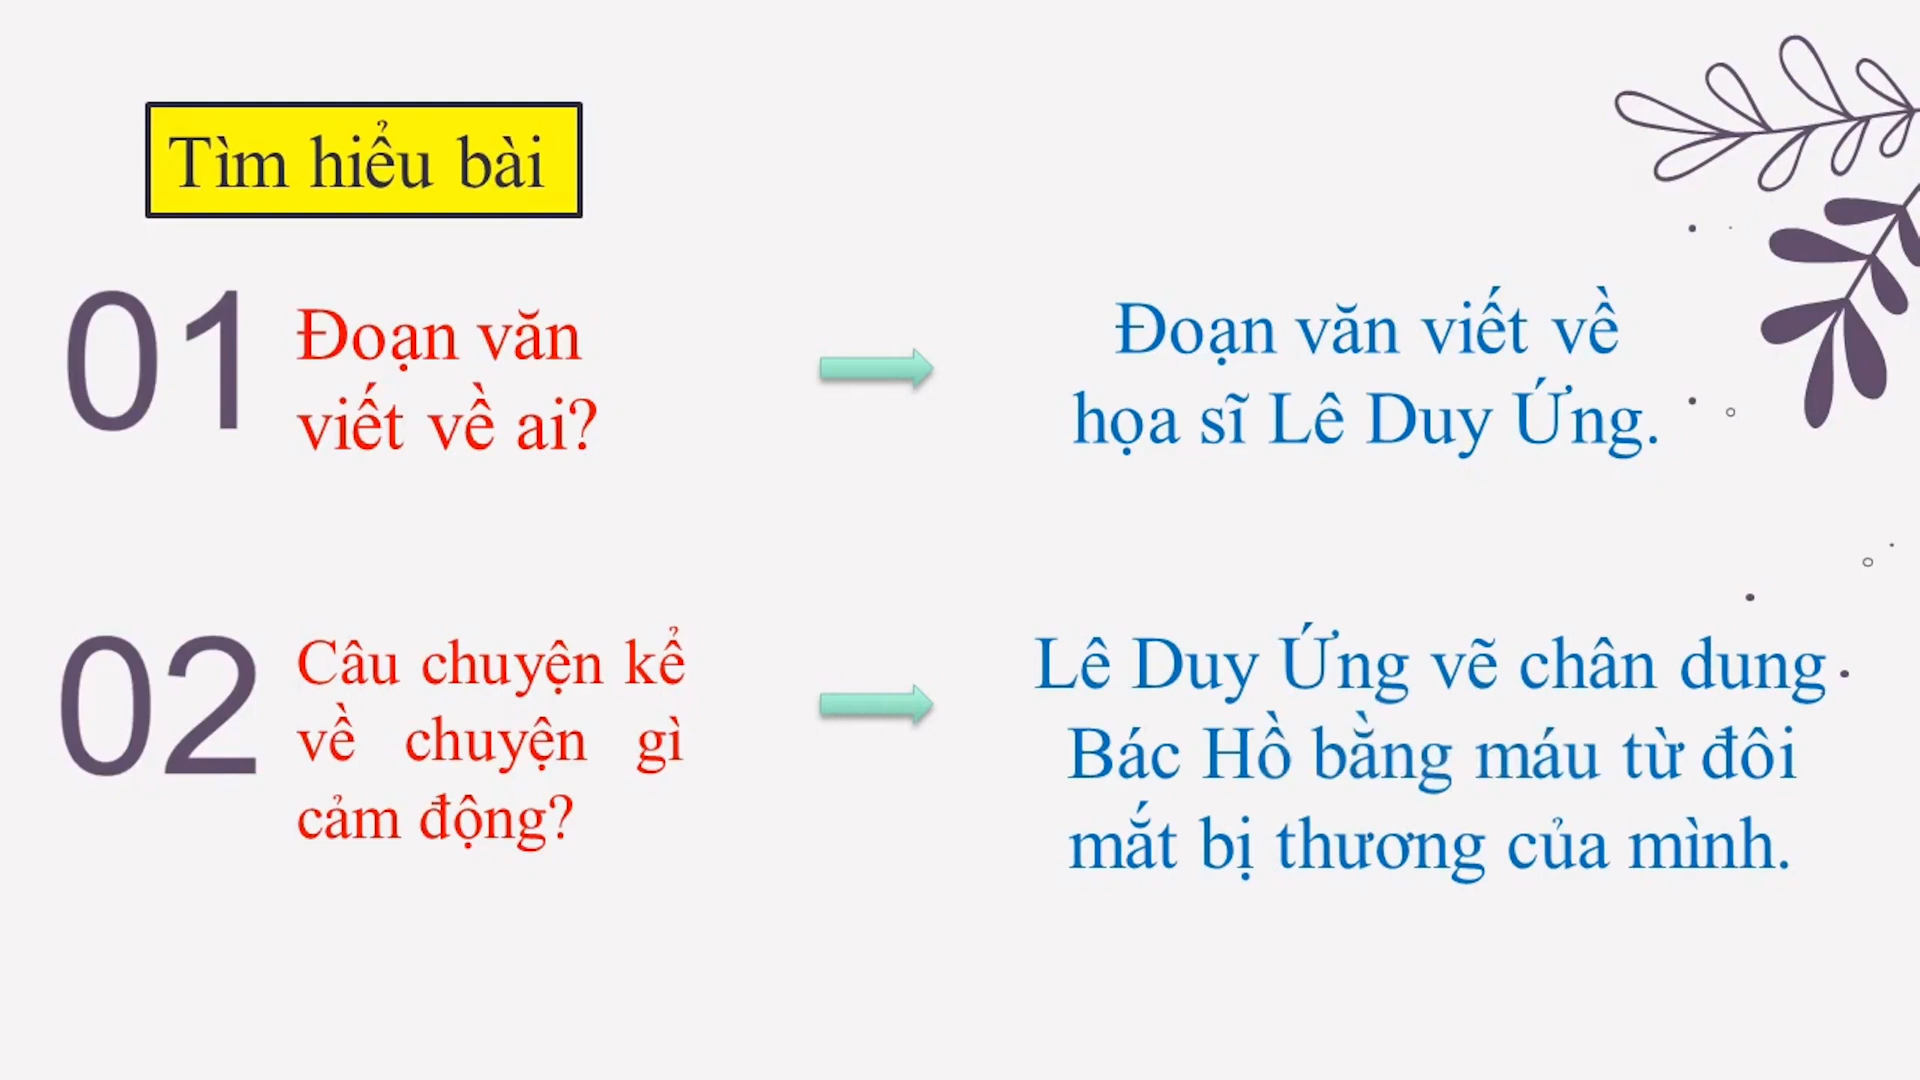 Tìm hiểu bài
01
Đoạn văn
viết về ai?
Đoạn văn viết về
họa sĩ Lê Duy Ứng.
02
Câu chuyện kể
về chuyện gì
cảm động?
Lê Duy Ứng vẽ chân dung
Bác Hồ bằng máu từ đôi
mắt bị thương của mình.